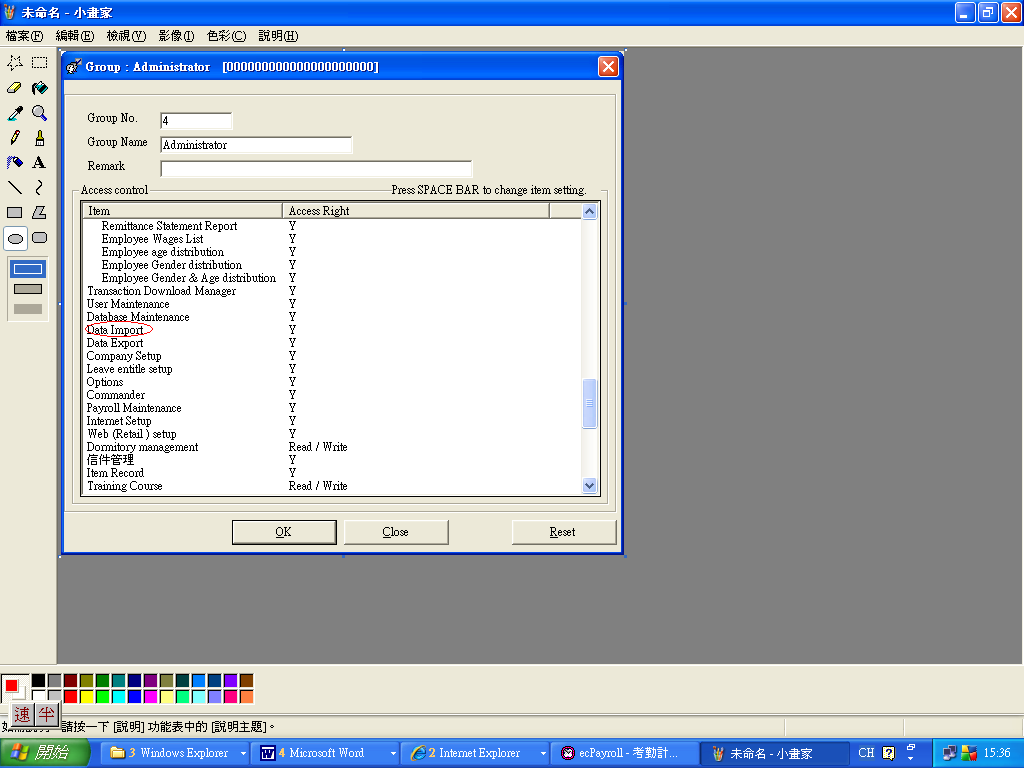 未命名 - 小畫家
檔案(F) 編輯(E) 檢視(V) 影像(I) 色彩(C) 說明(H)
Group : Administrator [00000000000000000000]
Group No. 4
Group Name Administrator
Remark
Access control Press SPACE BAR to change item setting.
Item Access Right
Remittance Statement Report Y
Employee Wages List Y
Employee age distribution Y
Employee Gender distribution Y
Employee Gender & Age distribution Y
Transaction Download Manager Y
User Maintenance Y
Database Maintenance Y
Data Import Y
Data Export Y
Company Setup Y
Leave entitle setup Y
Options Y
Commander Y
Payroll Maintenance Y
Internet Setup Y
Web (Retail ) setup Y
Dormitory management Read / Write
信件管理 Y
Item Record Y
Training Course Read / Write
OK Close Reset
速 半
請按一下 [說明] 功能表中的 [說明主題]。
開始 3 Windows Explorer 4 Microsoft Word 2 Internet Explorer ecPayroll - 考勤計... 未命名 - 小畫家 CH 15:36